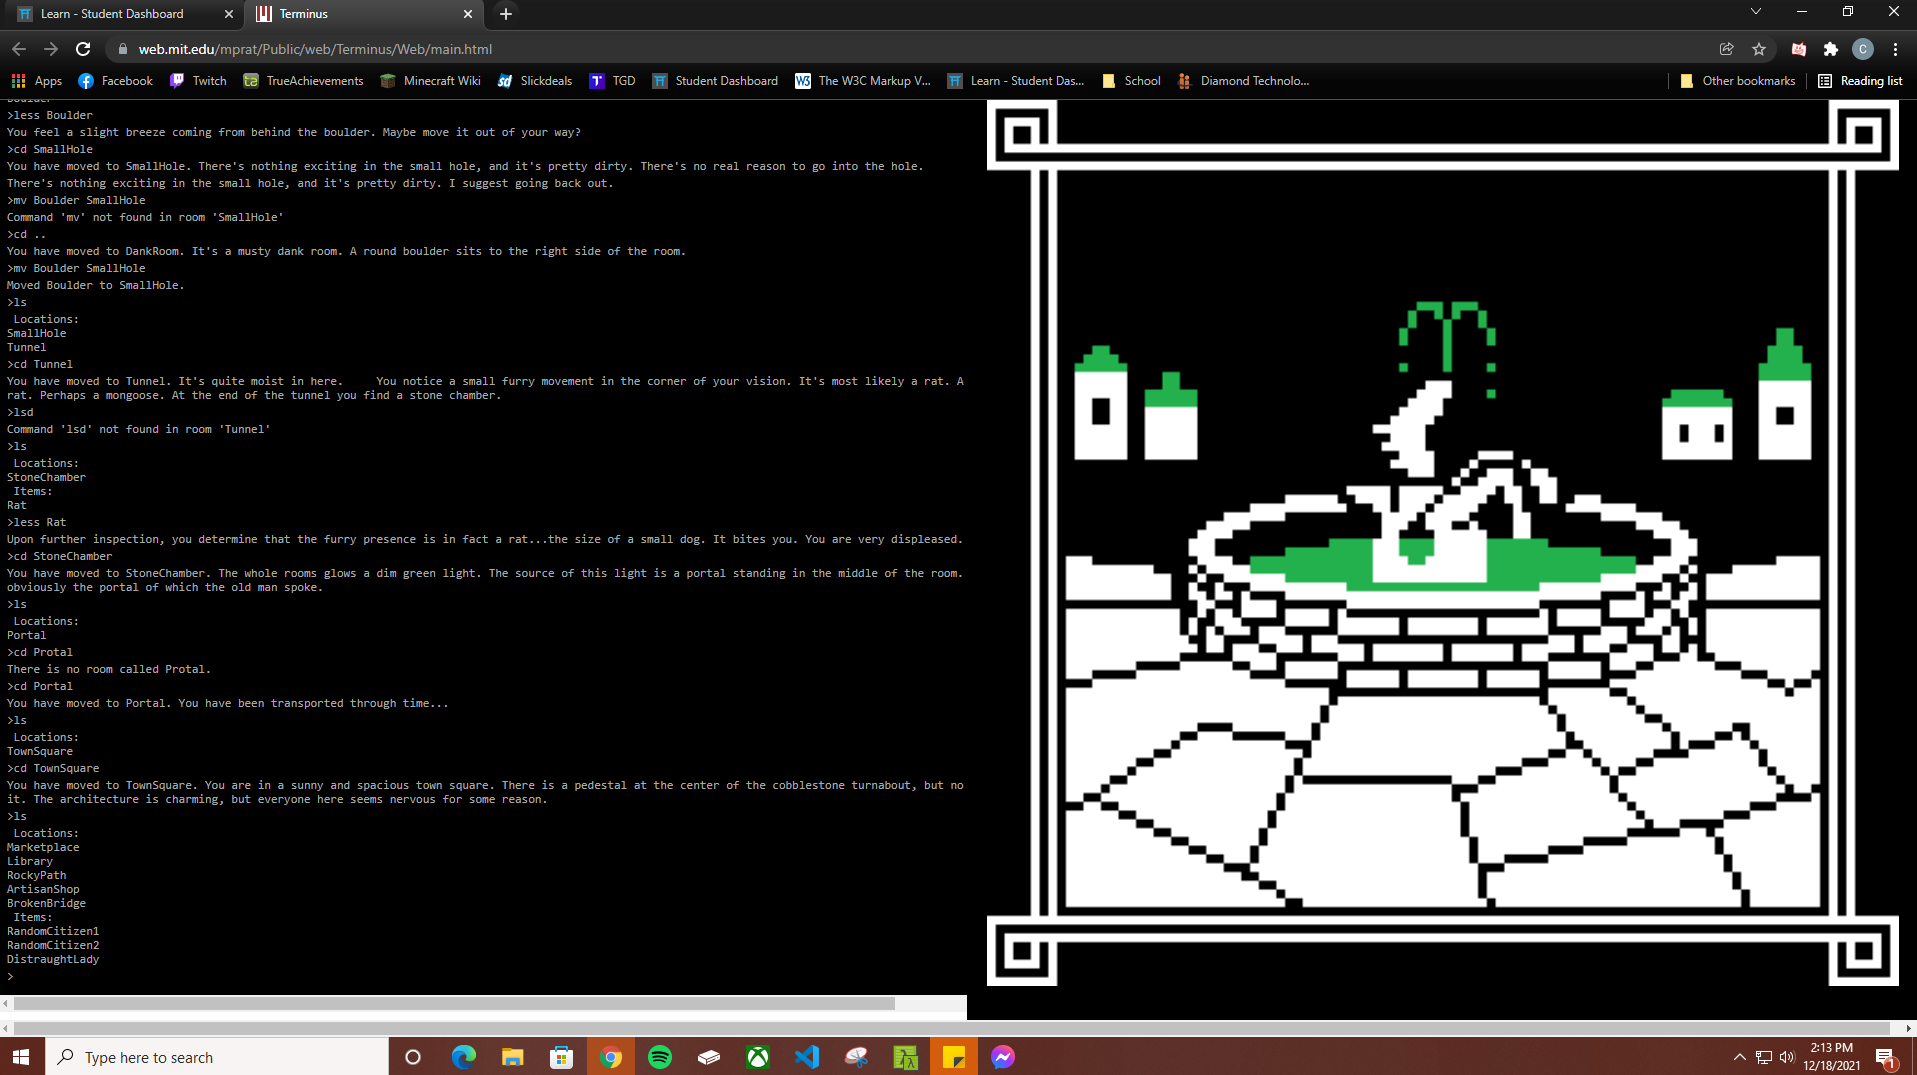 Learn - Student Dashboard
Terminus
web.mit.edu/mprat/Public/web/Terminus/Web/main.html
C
Apps
Facebook
Twitch
TrueAchievements
Minecraft Wiki
Slickdeals
TGD
Student Dashboard
The W3C Markup V...
Learn - Student Das...
School
Diamond Technolo...
Other bookmarks
Reading list
Boulder
>less Boulder
You feel a slight breeze coming from behind the boulder. Maybe move it out of your way?
>cd SmallHole
You have moved to SmallHole. There's nothing exciting in the small hole, and it's pretty dirty. There's no real reason to go into the hole.
There's nothing exciting in the small hole, and it's pretty dirty. I suggest going back out.
>mv Boulder SmallHole
Command 'mv' not found in room 'SmallHole'
>cd ..
You have moved to DankRoom. It's a musty dank room. A round boulder sits to the right side of the room.
>mv Boulder SmallHole
Moved Boulder to SmallHole.
>ls
Locations:
SmallHole
Tunnel
>cd Tunnel
You have moved to Tunnel. It's quite moist in here. You notice a small furry movement in the corner of your vision. It's most likely a rat. A
rat. Perhaps a mongoose. At the end of the tunnel you find a stone chamber.
>lsd
Command 'lsd' not found in room 'Tunnel'
>ls
Locations:
StoneChamber
Items:
Rat
>less Rat
Upon further inspection, you determine that the furry presence is in fact a rat...the size of a small dog. It bites you. You are very displeased.
>cd StoneChamber
You have moved to StoneChamber. The whole rooms glows a dim green light. The source of this light is a portal standing in the middle of the room.
obviously the portal of which the old man spoke.
>ls
Locations:
Portal
>cd Protal
There is no room called Protal.
>cd Portal
You have moved to Portal. You have been transported through time...
>ls
Locations:
TownSquare
>cd TownSquare
You have moved to TownSquare. You are in a sunny and spacious town square. There is a pedestal at the center of the cobblestone turnabout, but no
it. The architecture is charming, but everyone here seems nervous for some reason.
>ls
Locations:
Marketplace
Library
RockyPath
ArtisanShop
BrokenBridge
Items:
RandomCitizen1
RandomCitizen2
DistraughtLady
>
Type here to search
2:13 PM
12/18/2021
1